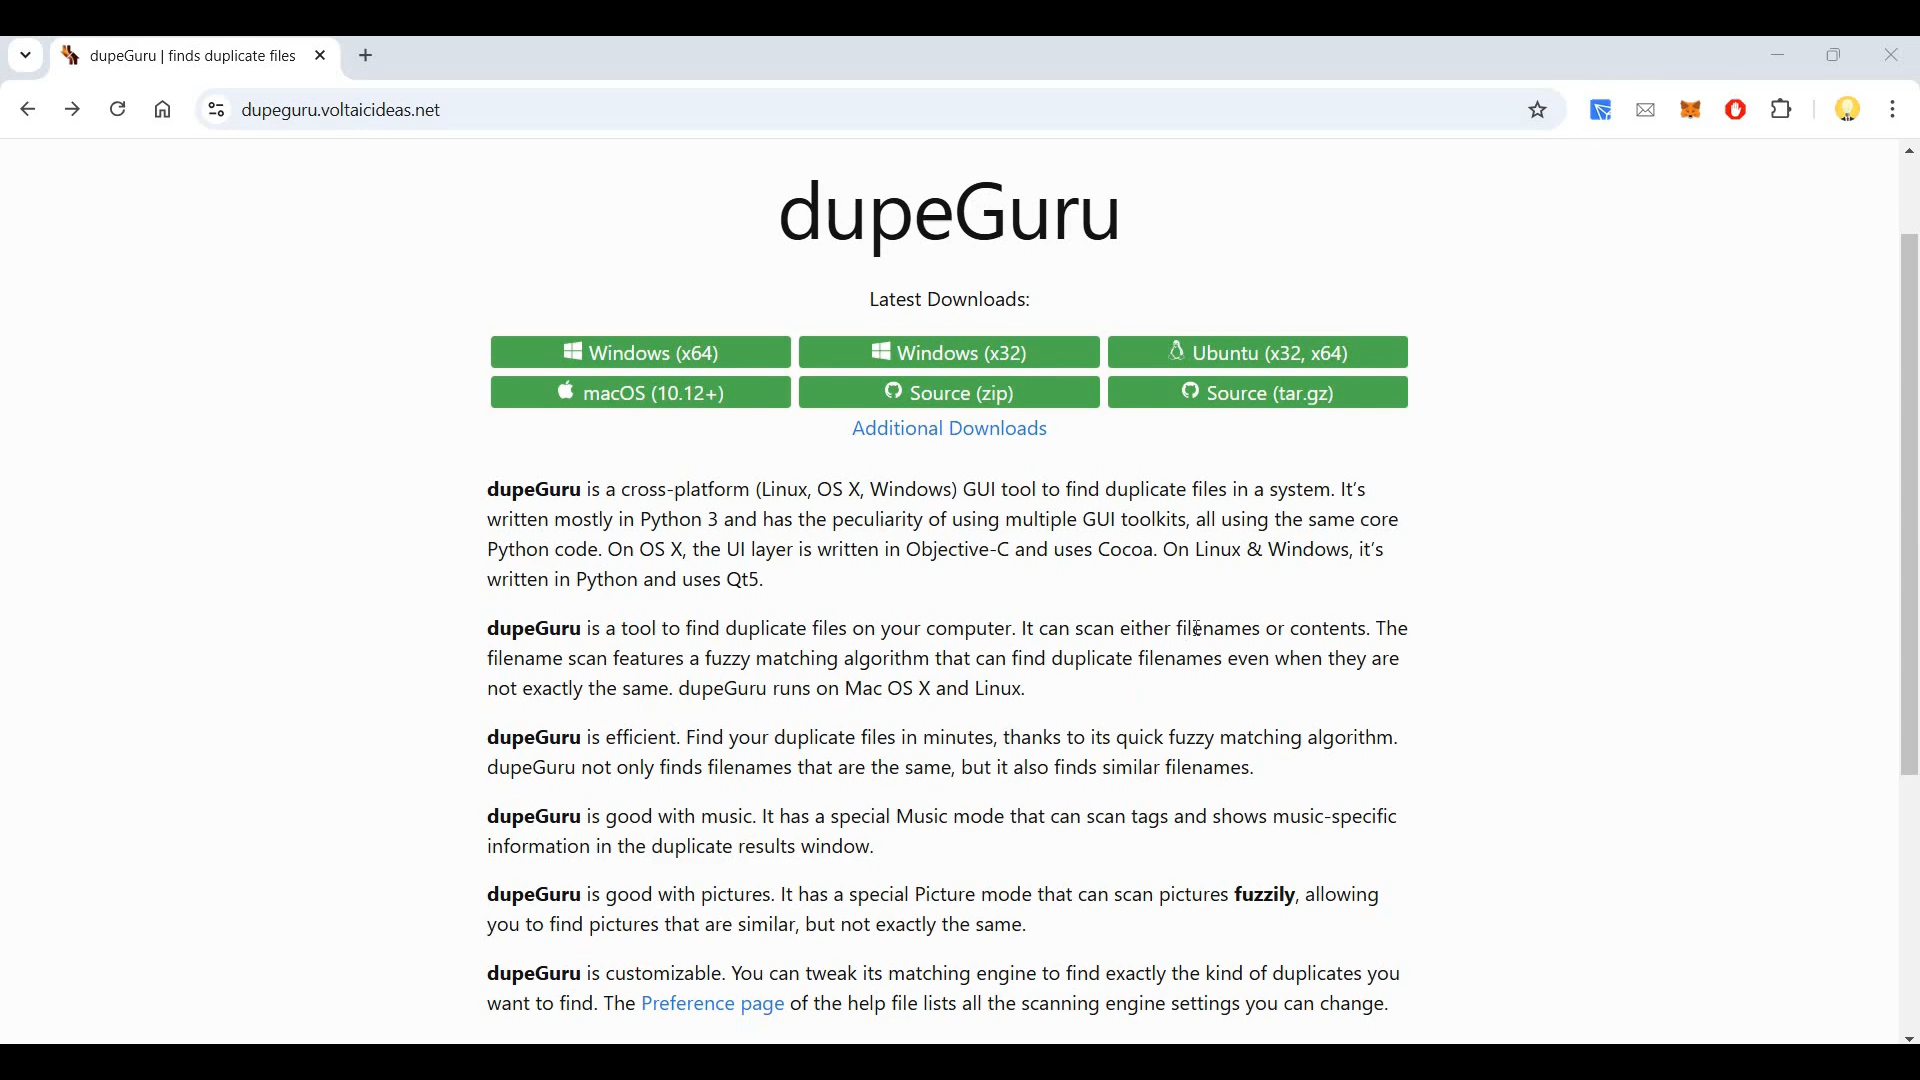 dupeGuru | finds duplicate files
dupeguru.voltaicideas.net
dupeGuru
Latest Downloads:
Windows (x64)
Windows (x32)
Ubuntu (x32, x64)
macOS (10.12+)
Source (zip)
Source (tar.gz)
Additional Downloads
dupeGuru is a cross-platform (Linux, OS X, Windows) GUI tool to find duplicate files in a system. It's
written mostly in Python 3 and has the peculiarity of using multiple GUI toolkits, all using the same core
Python code. On OS X, the UI layer is written in Objective-C and uses Cocoa. On Linux & Windows, it's
written in Python and uses Qt5.
dupeGuru is a tool to find duplicate files on your computer. It can scan either filenames or contents. The
filename scan features a fuzzy matching algorithm that can find duplicate filenames even when they are
not exactly the same. dupeGuru runs on Mac OS X and Linux.
dupeGuru is efficient. Find your duplicate files in minutes, thanks to its quick fuzzy matching algorithm.
dupeGuru not only finds filenames that are the same, but it also finds similar filenames.
dupeGuru is good with music. It has a special Music mode that can scan tags and shows music-specific
information in the duplicate results window.
dupeGuru is good with pictures. It has a special Picture mode that can scan pictures fuzzily, allowing
you to find pictures that are similar, but not exactly the same.
dupeGuru is customizable. You can tweak its matching engine to find exactly the kind of duplicates you
want to find. The Preference page of the help file lists all the scanning engine settings you can change.